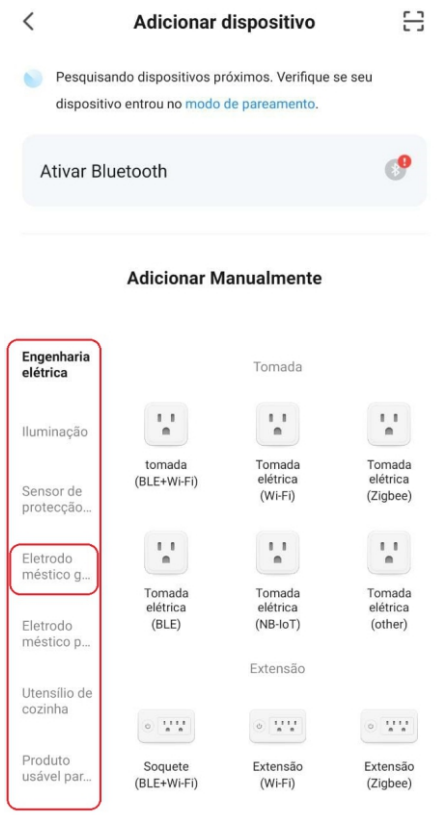 Adicionar dispositivo
Pesquisando dispositivos próximos. Verifique se seu
dispositivo entrou no modo de pareamento.
Ativar Bluetooth
Adicionar Manualmente
Engenharia
elétrica
Iluminação
Sensor de
protecção...
Eletrodo
méstico g...
Eletrodo
méstico p...
Utensílio de
cozinha
Produto
usável par...
Tomada
tomada
(BLE+Wi-Fi)
Tomada
elétrica
(Wi-Fi)
Tomada
elétrica
(Zigbee)
Tomada
elétrica
(BLE)
Tomada
elétrica
(NB-IoT)
Tomada
elétrica
(other)
Extensão
Soquete
(BLE+Wi-Fi)
Extensão
(Wi-Fi)
Extensão
(Zigbee)